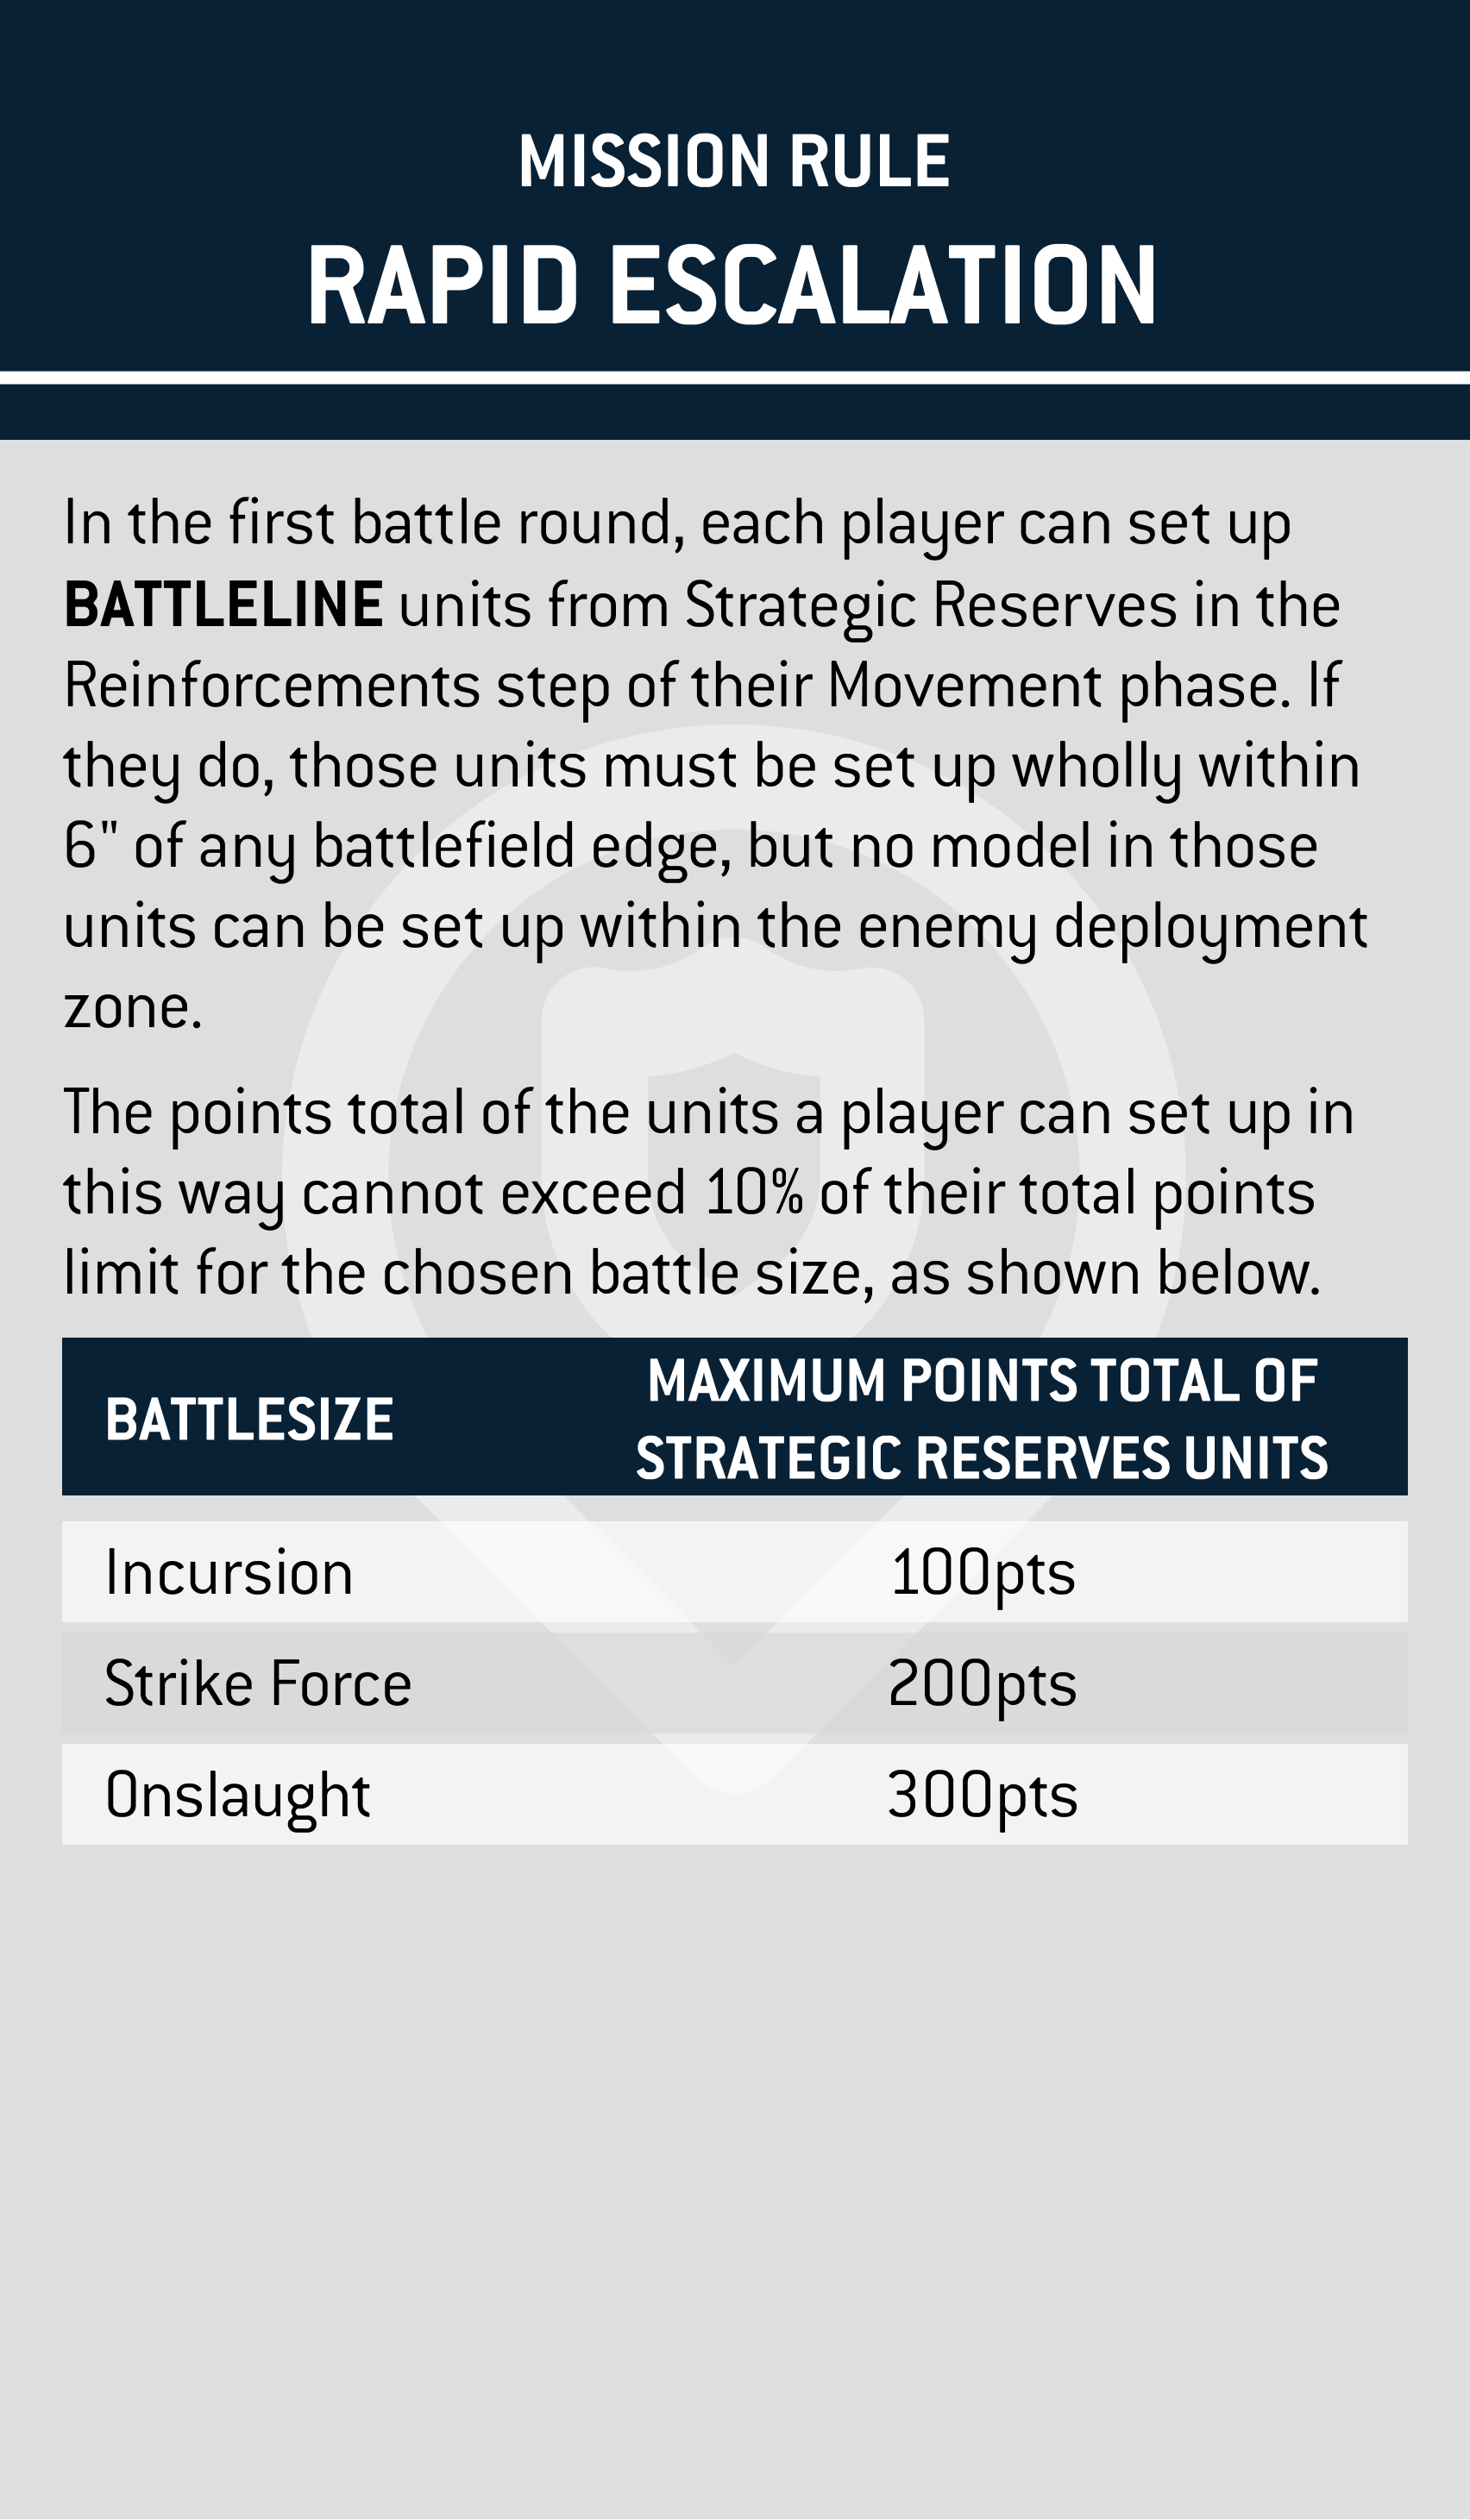 MISSION RULE
RAPID ESCALATION
In the first battle round, each player can set up
BATTLELINE units from Strategic Reserves in the
Reinforcements step of their Movement phase. If
they do, those units must be set up wholly within
6" of any battlefield edge, but no model in those
units can be set up within the enemy deployment
zone.
The points total of the units a player can set up in
this way cannot exceed 10% of their total points
limit for the chosen battle size, as shown below.
BATTLESIZE
MAXIMUM POINTS TOTAL OF
STRATEGIC RESERVES UNITS
Incursion 100pts
Strike Force 200pts
Onslaught 300pts